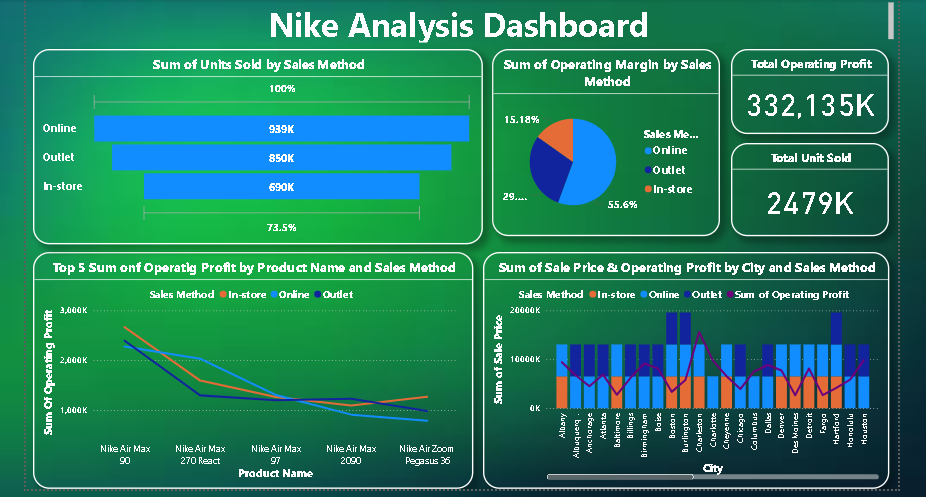 Nike Analysis Dashboard
Sum of Units Sold by Sales Method
100%
Online
939K
Outlet
850K
In-store
690K
73.5%
Sum of Operating Margin by Sales
Method
15.18%
29....
55.6%
Sales Me...
Online
Outlet
In-store
Total Operating Profit
332,135K
Total Unit Sold
2479K
Top 5 Sum onf Operatig Profit by Product Name and Sales Method
Sales Method In-store Online Outlet
Sum Of Operating Profit
3,000K
2,000K
1,000K
Nike Air Max
90
Nike Air Max
270 React
Nike Air Max
97
Nike Air Max
2090
Nike Air Zoom
Pegasus 36
Product Name
Sum of Sale Price & Operating Profit by City and Sales Method
Sales Method In-store Online Outlet Sum of Operating Profit
Sum of Sale Price
20000K
10000K
0K
Albany
Albuquerq...
Anchorage
Atlanta
Baltimore
Billings
Birmingham
Boise
Boston
Burlington
Charleston
Charlotte
Cheyenne
Chicago
Columbus
Dallas
Denver
Des Moines
Detroit
Fargo
Hartford
Honolulu
Houston
City